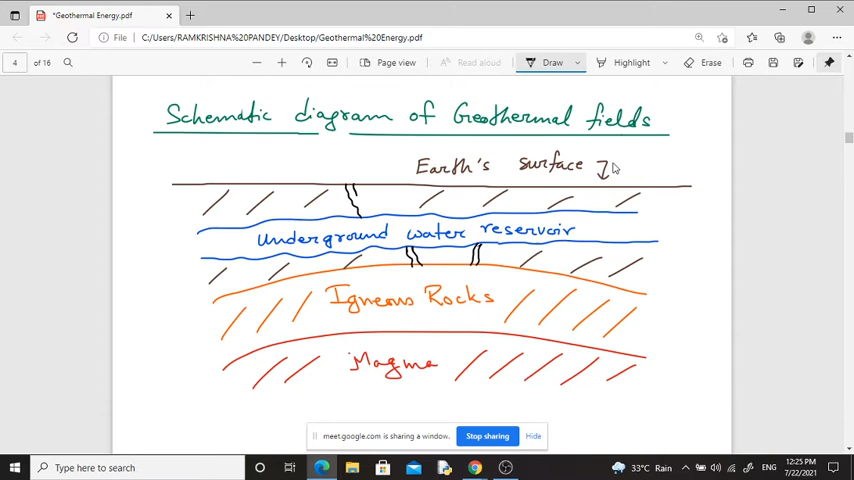 *Geothermal Energy.pdf
File
C:/Users/RAMKRISHNA%20PANDEY/Desktop/Geothermal%20Energy.pdf
4 of 16
Page view
Read aloud
Draw
Highlight
Erase
Schematic diagram of Geothermal fields
Earth's surface
Underground water reservoir
Igneous Rocks
Magma
meet.google.com is sharing a window.
Stop sharing
Hide
Type here to search
33°C Rain
ENG
12:25 PM
7/22/2021